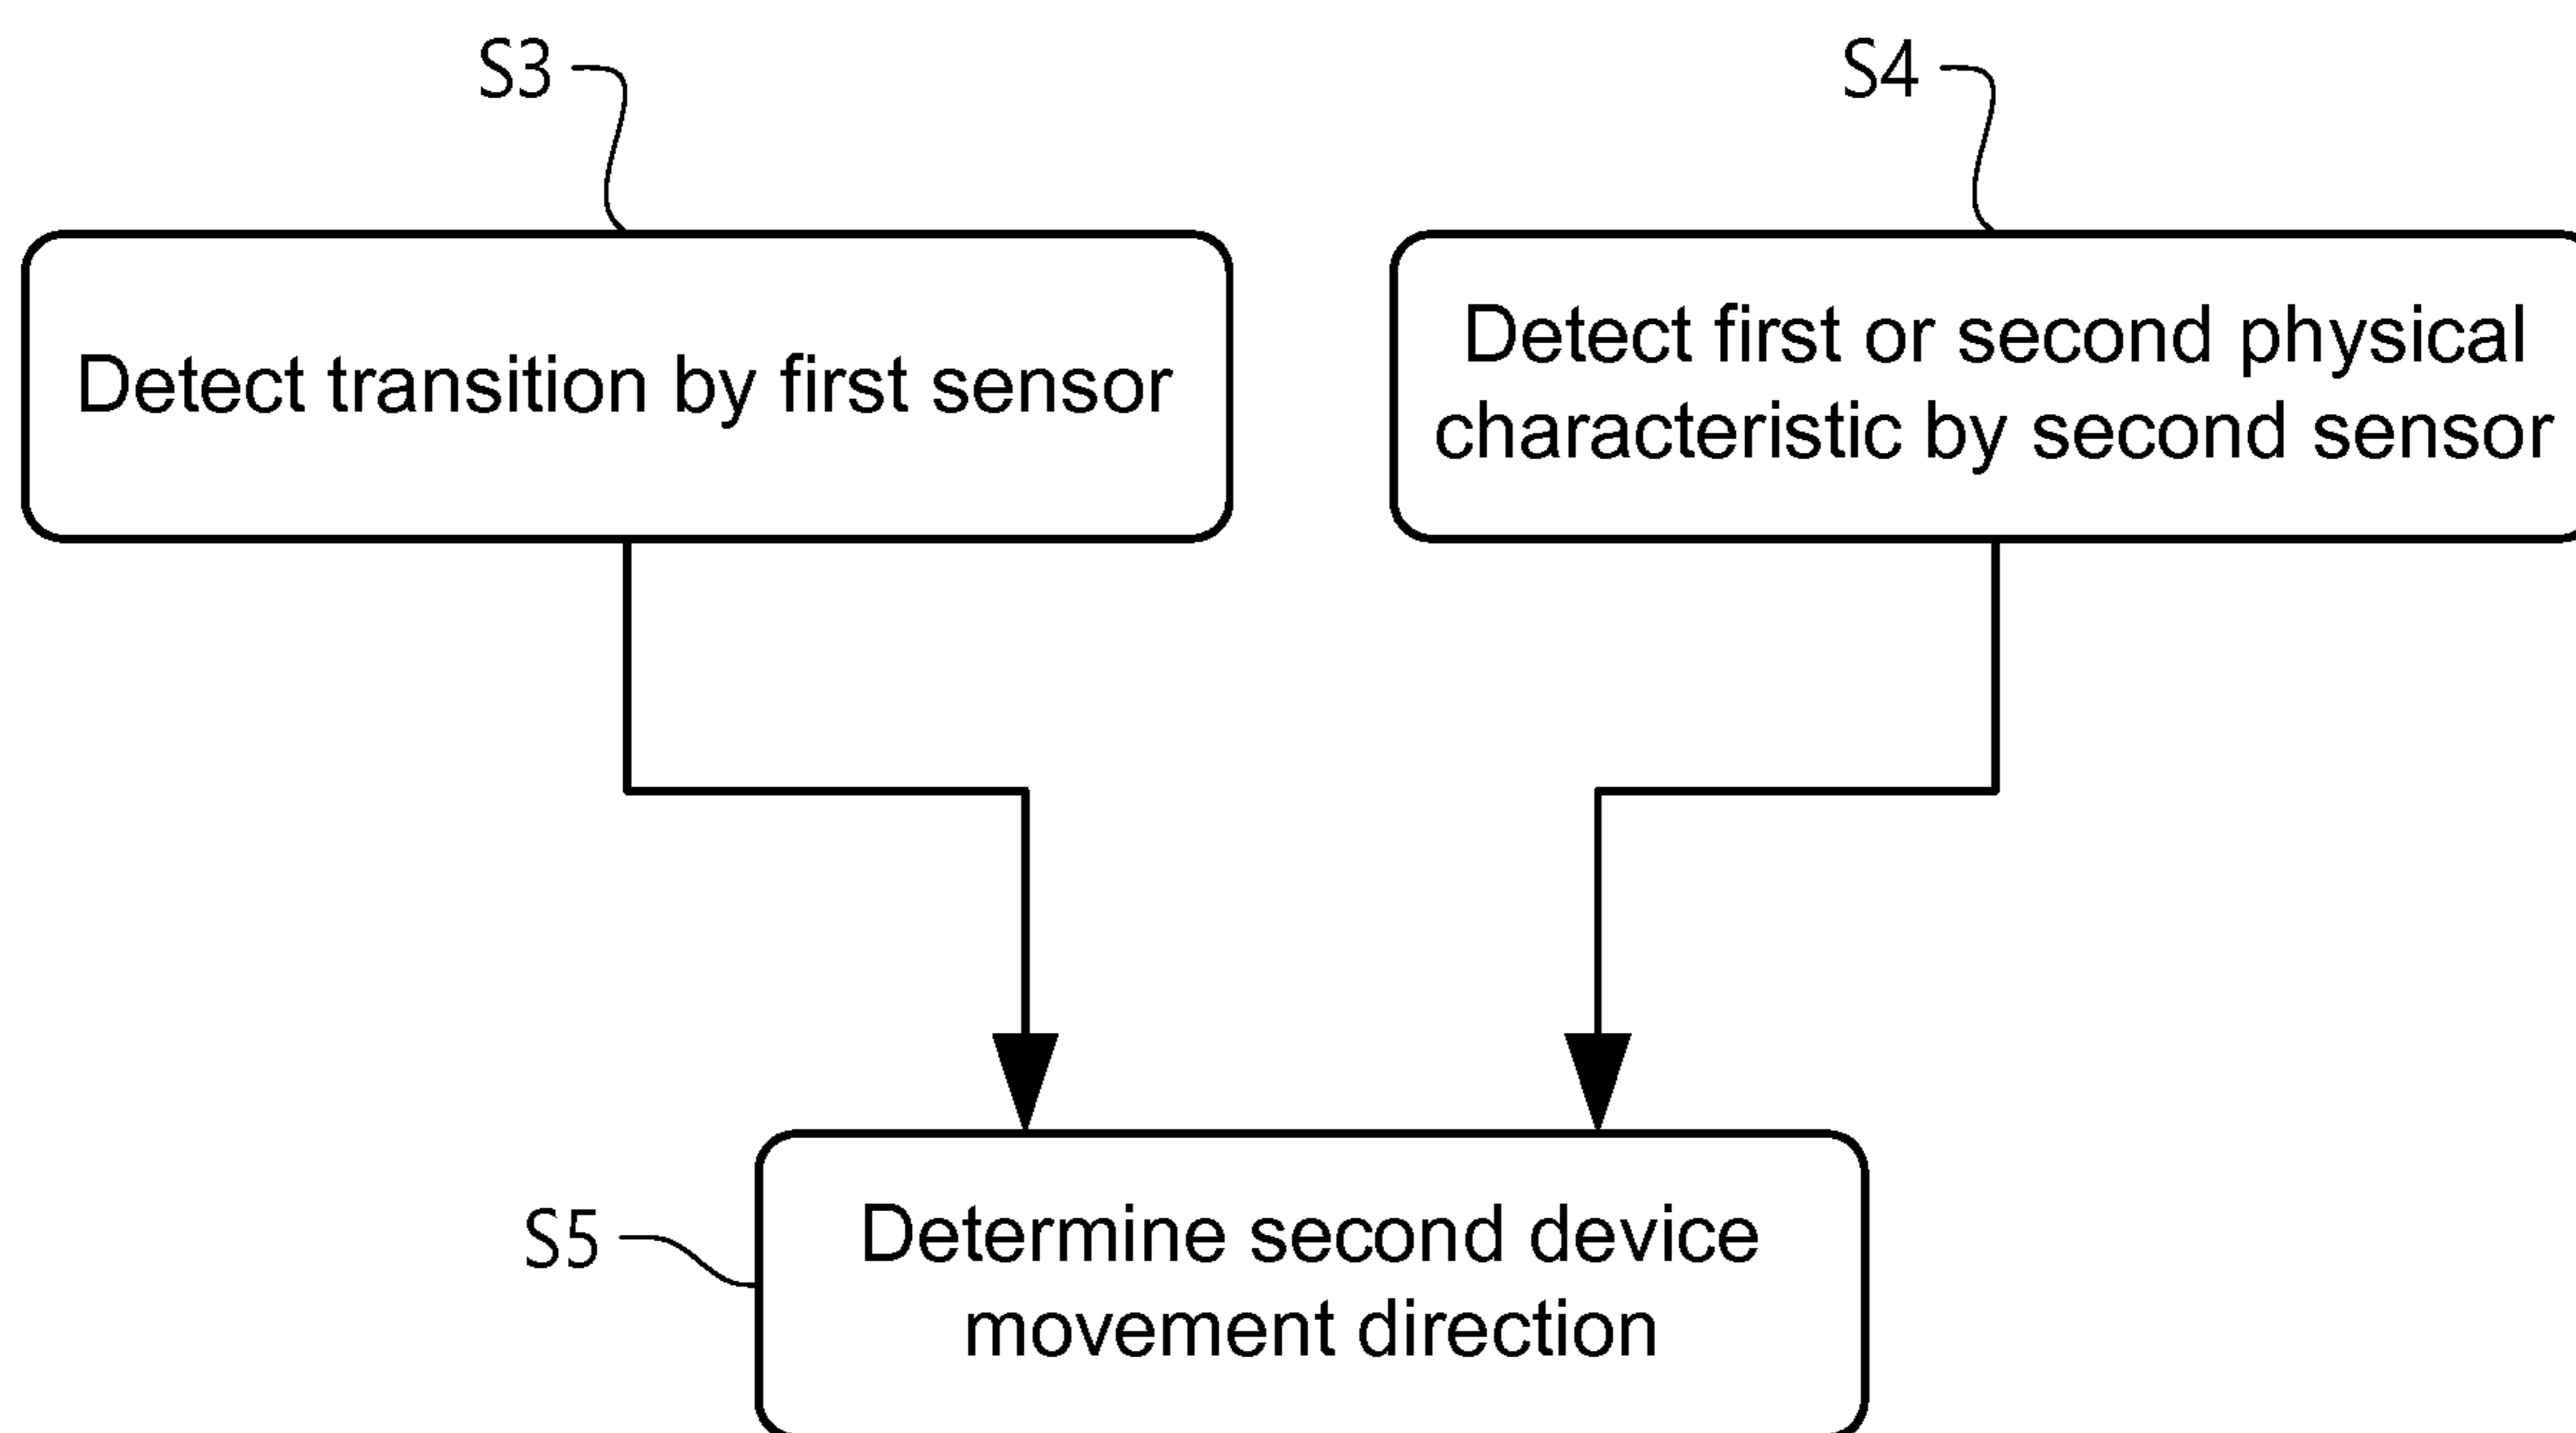 S3
S4
Detect transition by first sensor
Detect first or second physical
characteristic by second sensor
S5
Determine second device
movement direction